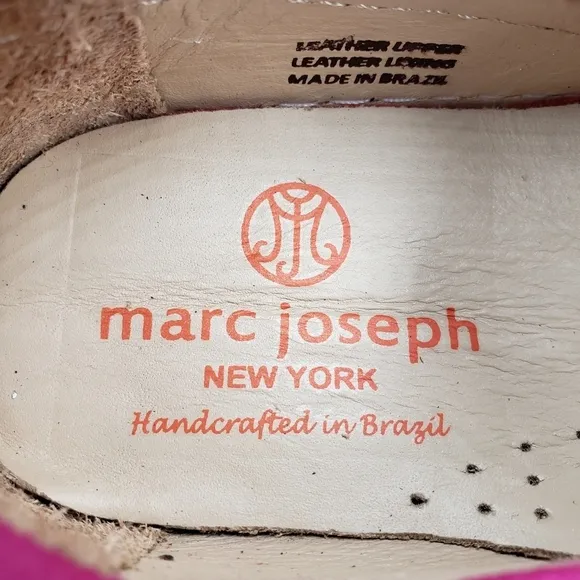 LEATHER UPPER
LEATHER LINING
MADE IN BRAZIL
marc joseph
NEW YORK
Handcrafted in Brazil